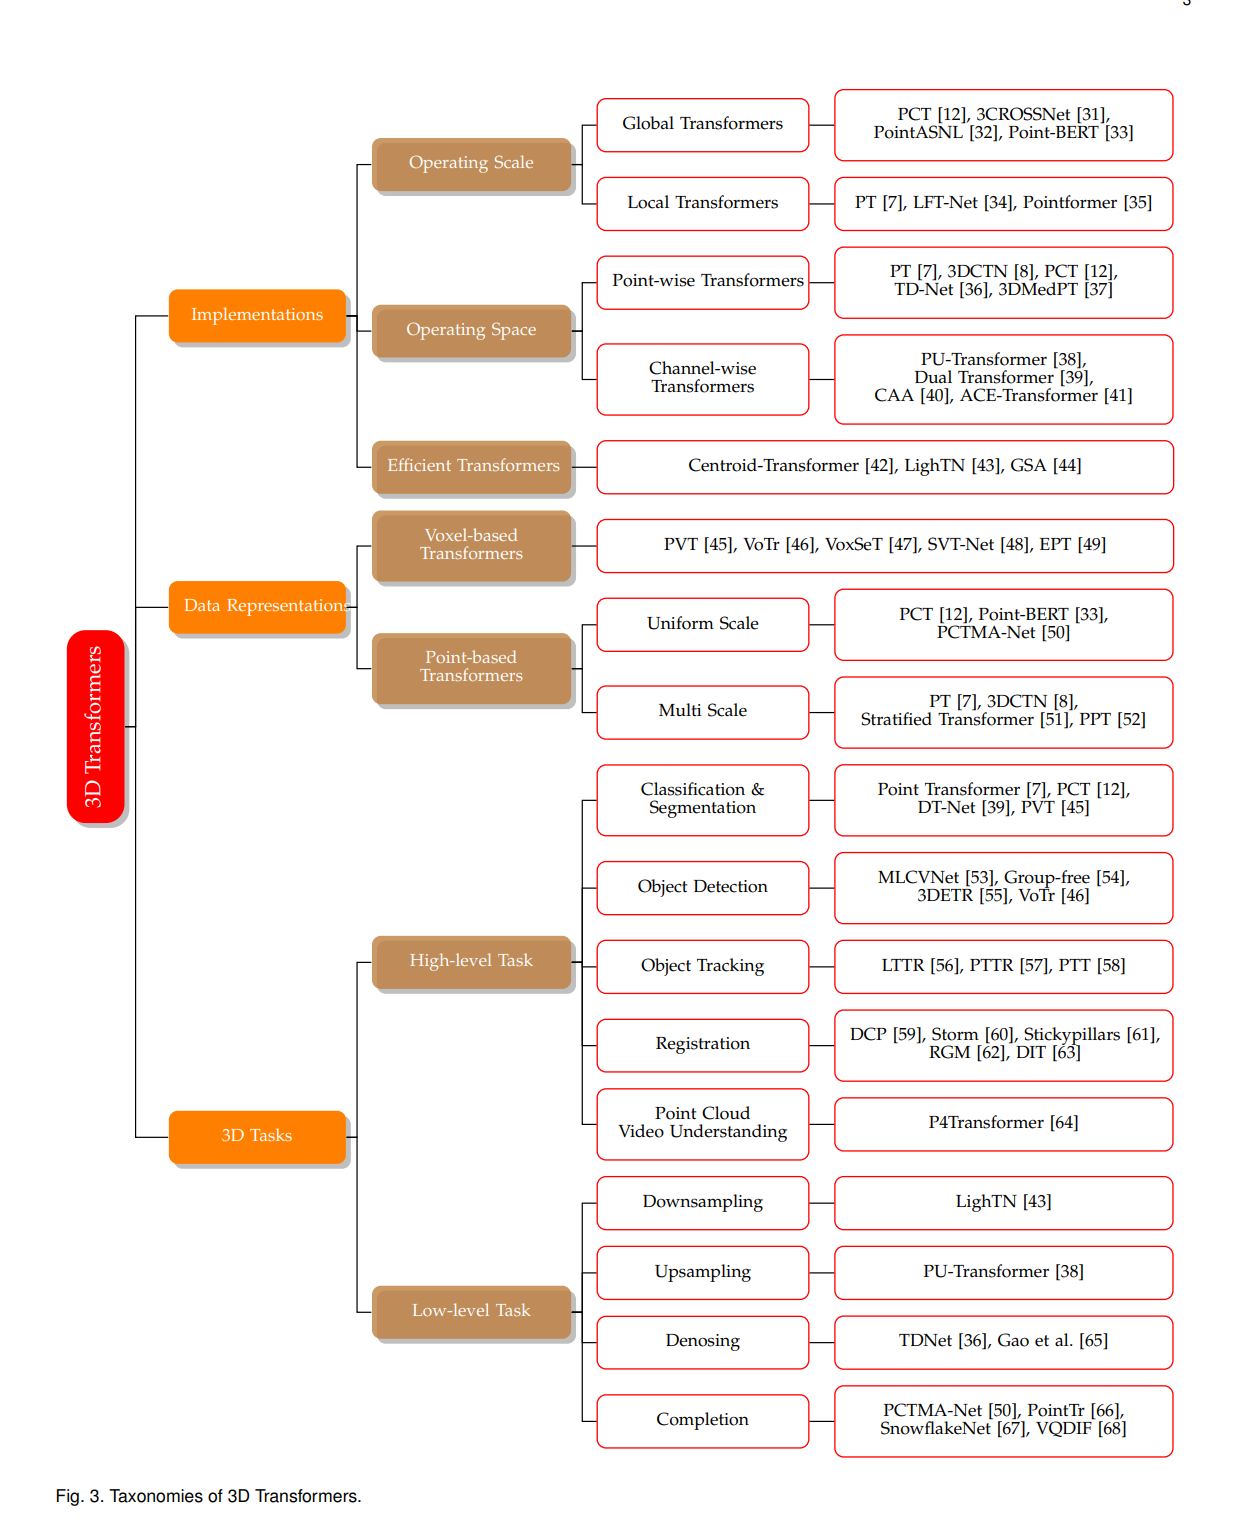 3
Global Transformers
PCT [12], 3CROSSNet [31],
PointASNL [32], Point-BERT [33]
Operating Scale
Local Transformers
PT [7], LFT-Net [34], Pointformer [35]
Point-wise Transformers
PT [7], 3DCTN [8], PCT [12],
TD-Net [36], 3DMedPT [37]
Implementations
Operating Space
Channel-wise
Transformers
PU-Transformer [38],
Dual Transformer [39],
CAA [40], ACE-Transformer [41]
Efficient Transformers
Centroid-Transformer [42], LighTN [43], GSA [44]
Voxel-based
Transformers
PVT [45], VoTr [46], VoxSeT [47], SVT-Net [48], EPT [49]
Data Representations
Uniform Scale
PCT [12], Point-BERT [33],
PCTMA-Net [50]
Point-based
Transformers
Multi Scale
PT [7], 3DCTN [8],
Stratified Transformer [51], PPT [52]
3D Transformers
Classification &
Segmentation
Point Transformer [7], PCT [12],
DT-Net [39], PVT [45]
Object Detection
MLCVNet [53], Group-free [54],
3DETR [55], VoTr [46]
High-level Task
Object Tracking
LTTR [56], PTTR [57], PTT [58]
Registration
DCP [59], Storm [60], Stickypillars [61],
RGM [62], DIT [63]
Point Cloud
Video Understanding
P4Transformer [64]
3D Tasks
Downsampling
LighTN [43]
Upsampling
PU-Transformer [38]
Low-level Task
Denosing
TDNet [36], Gao et al. [65]
Completion
PCTMA-Net [50], PointTr [66],
SnowflakeNet [67], VQDIF [68]
Fig. 3. Taxonomies of 3D Transformers.